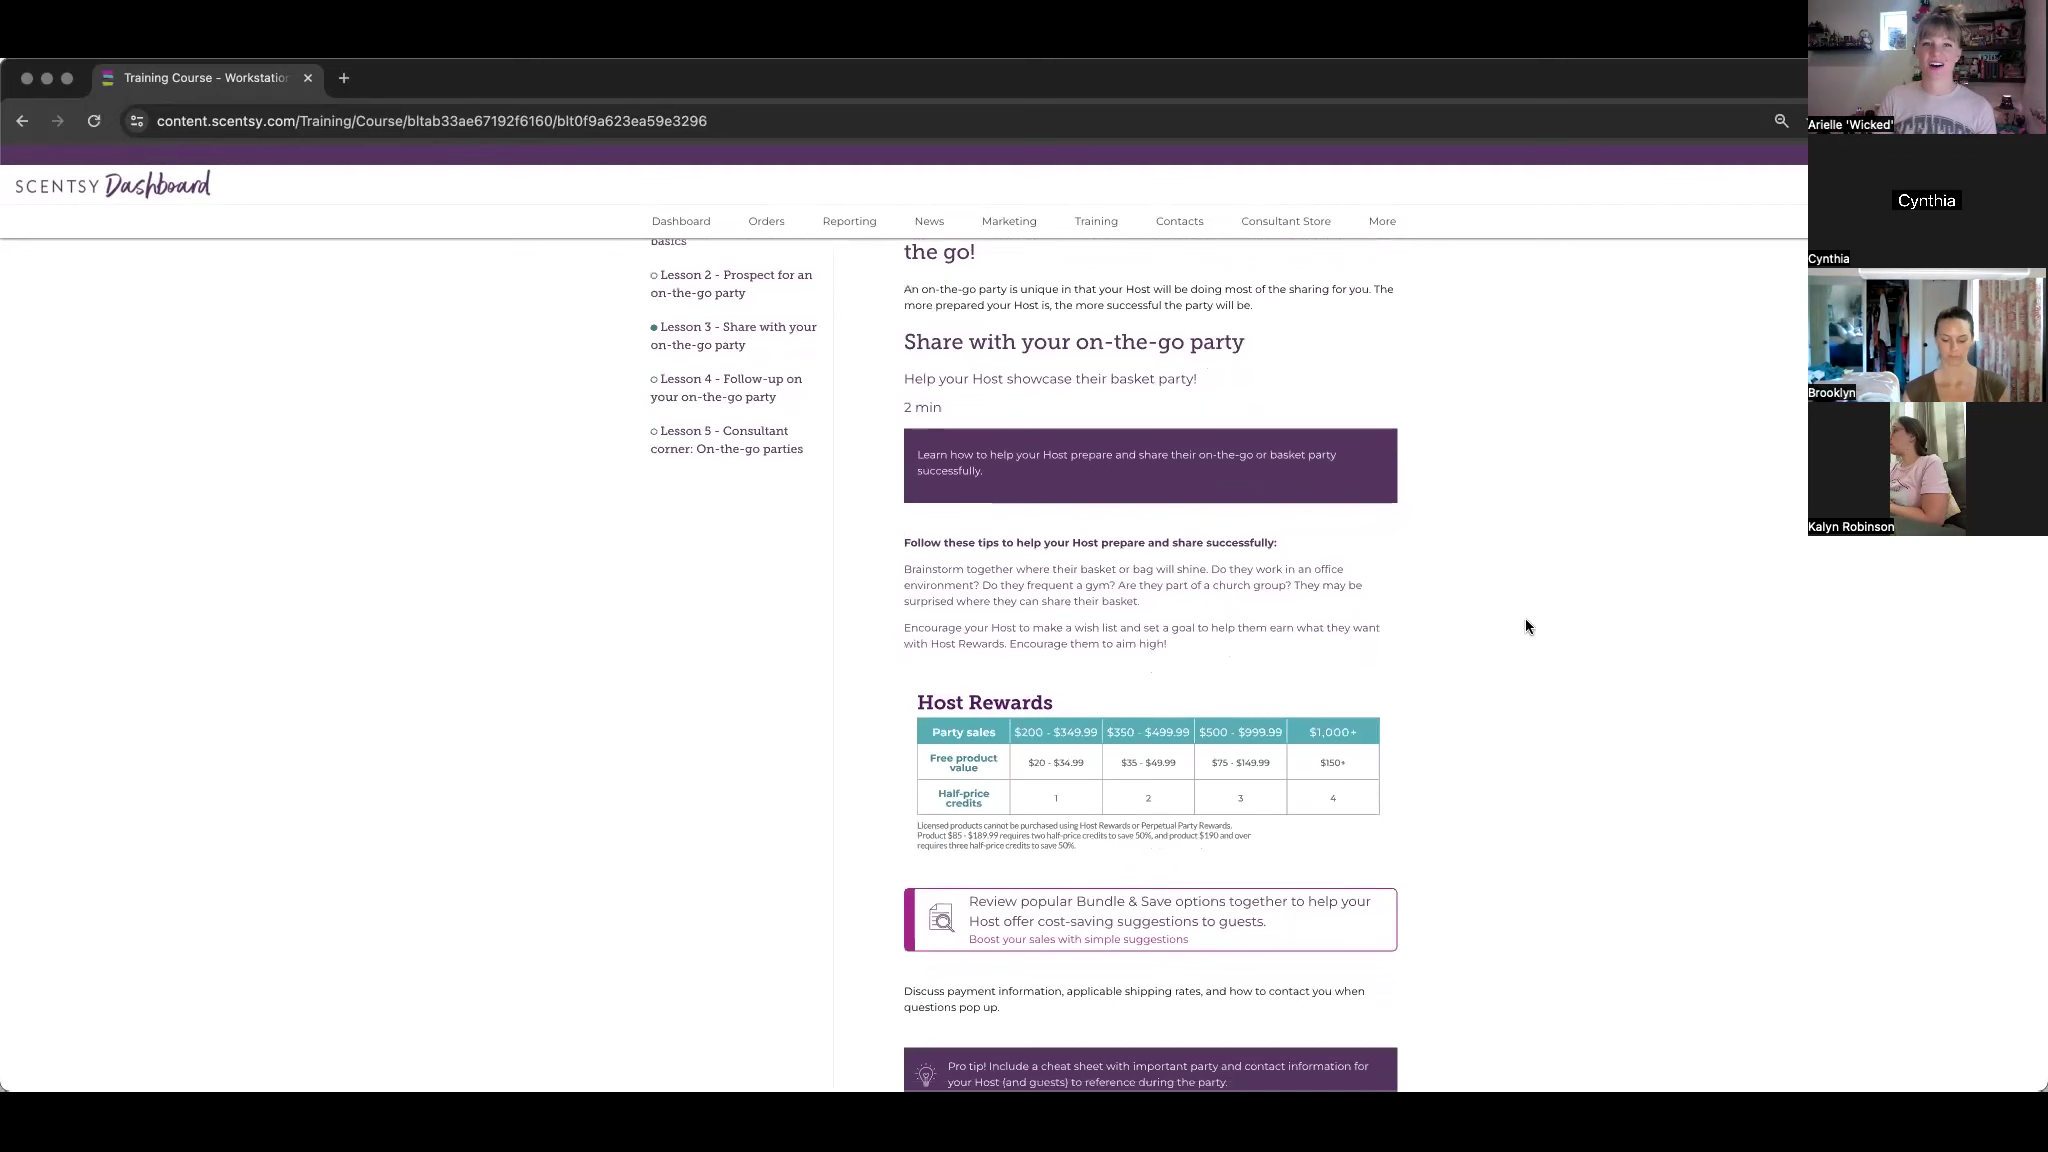 Training Course - Workstatio
content.scentsy.com/Training/Course/bltab33ae67192f6160/blt0f9a623ea59e3296
SCENTSY Dashboard
Dashboard Orders Reporting News Marketing Training Contacts Consultant Store More
basics
Lesson 2 - Prospect for an
on-the-go party
Lesson 3 - Share with your
on-the-go party
Lesson 4 - Follow-up on
your on-the-go party
Lesson 5 - Consultant
corner: On-the-go parties
the go!
An on-the-go party is unique in that your Host will be doing most of the sharing for you. The
more prepared your Host is, the more successful the party will be.
Share with your on-the-go party
Help your Host showcase their basket party!
2 min
Learn how to help your Host prepare and share their on-the-go or basket party
successfully.
Follow these tips to help your Host prepare and share successfully:
Brainstorm together where their basket or bag will shine. Do they work in an office
environment? Do they frequent a gym? Are they part of a church group? They may be
surprised where they can share their basket.
Encourage your Host to make a wish list and set a goal to help them earn what they want
with Host Rewards. Encourage them to aim high!
Host Rewards
Party sales $200 - $349.99 $350 - $499.99 $500 - $999.99 $1,000+
Free product
value
$20 - $34.99 $35 - $49.99 $75 - $149.99 $150+
Half-price
credits
1 2 3 4
Licensed products cannot be purchased using Host Rewards or Perpetual Party Rewards.
Product $85 - $189.99 requires two half-price credits to save 50%, and product $190 and over
requires three half-price credits to save 50%.
Review popular Bundle & Save options together to help your
Host offer cost-saving suggestions to guests.
Boost your sales with simple suggestions
Discuss payment information, applicable shipping rates, and how to contact you when
questions pop up.
Pro tip! Include a cheat sheet with important party and contact information for
your Host (and guests) to reference during the party.
Arielle 'Wicked'
Cynthia
Cynthia
Brooklyn
Kalyn Robinson